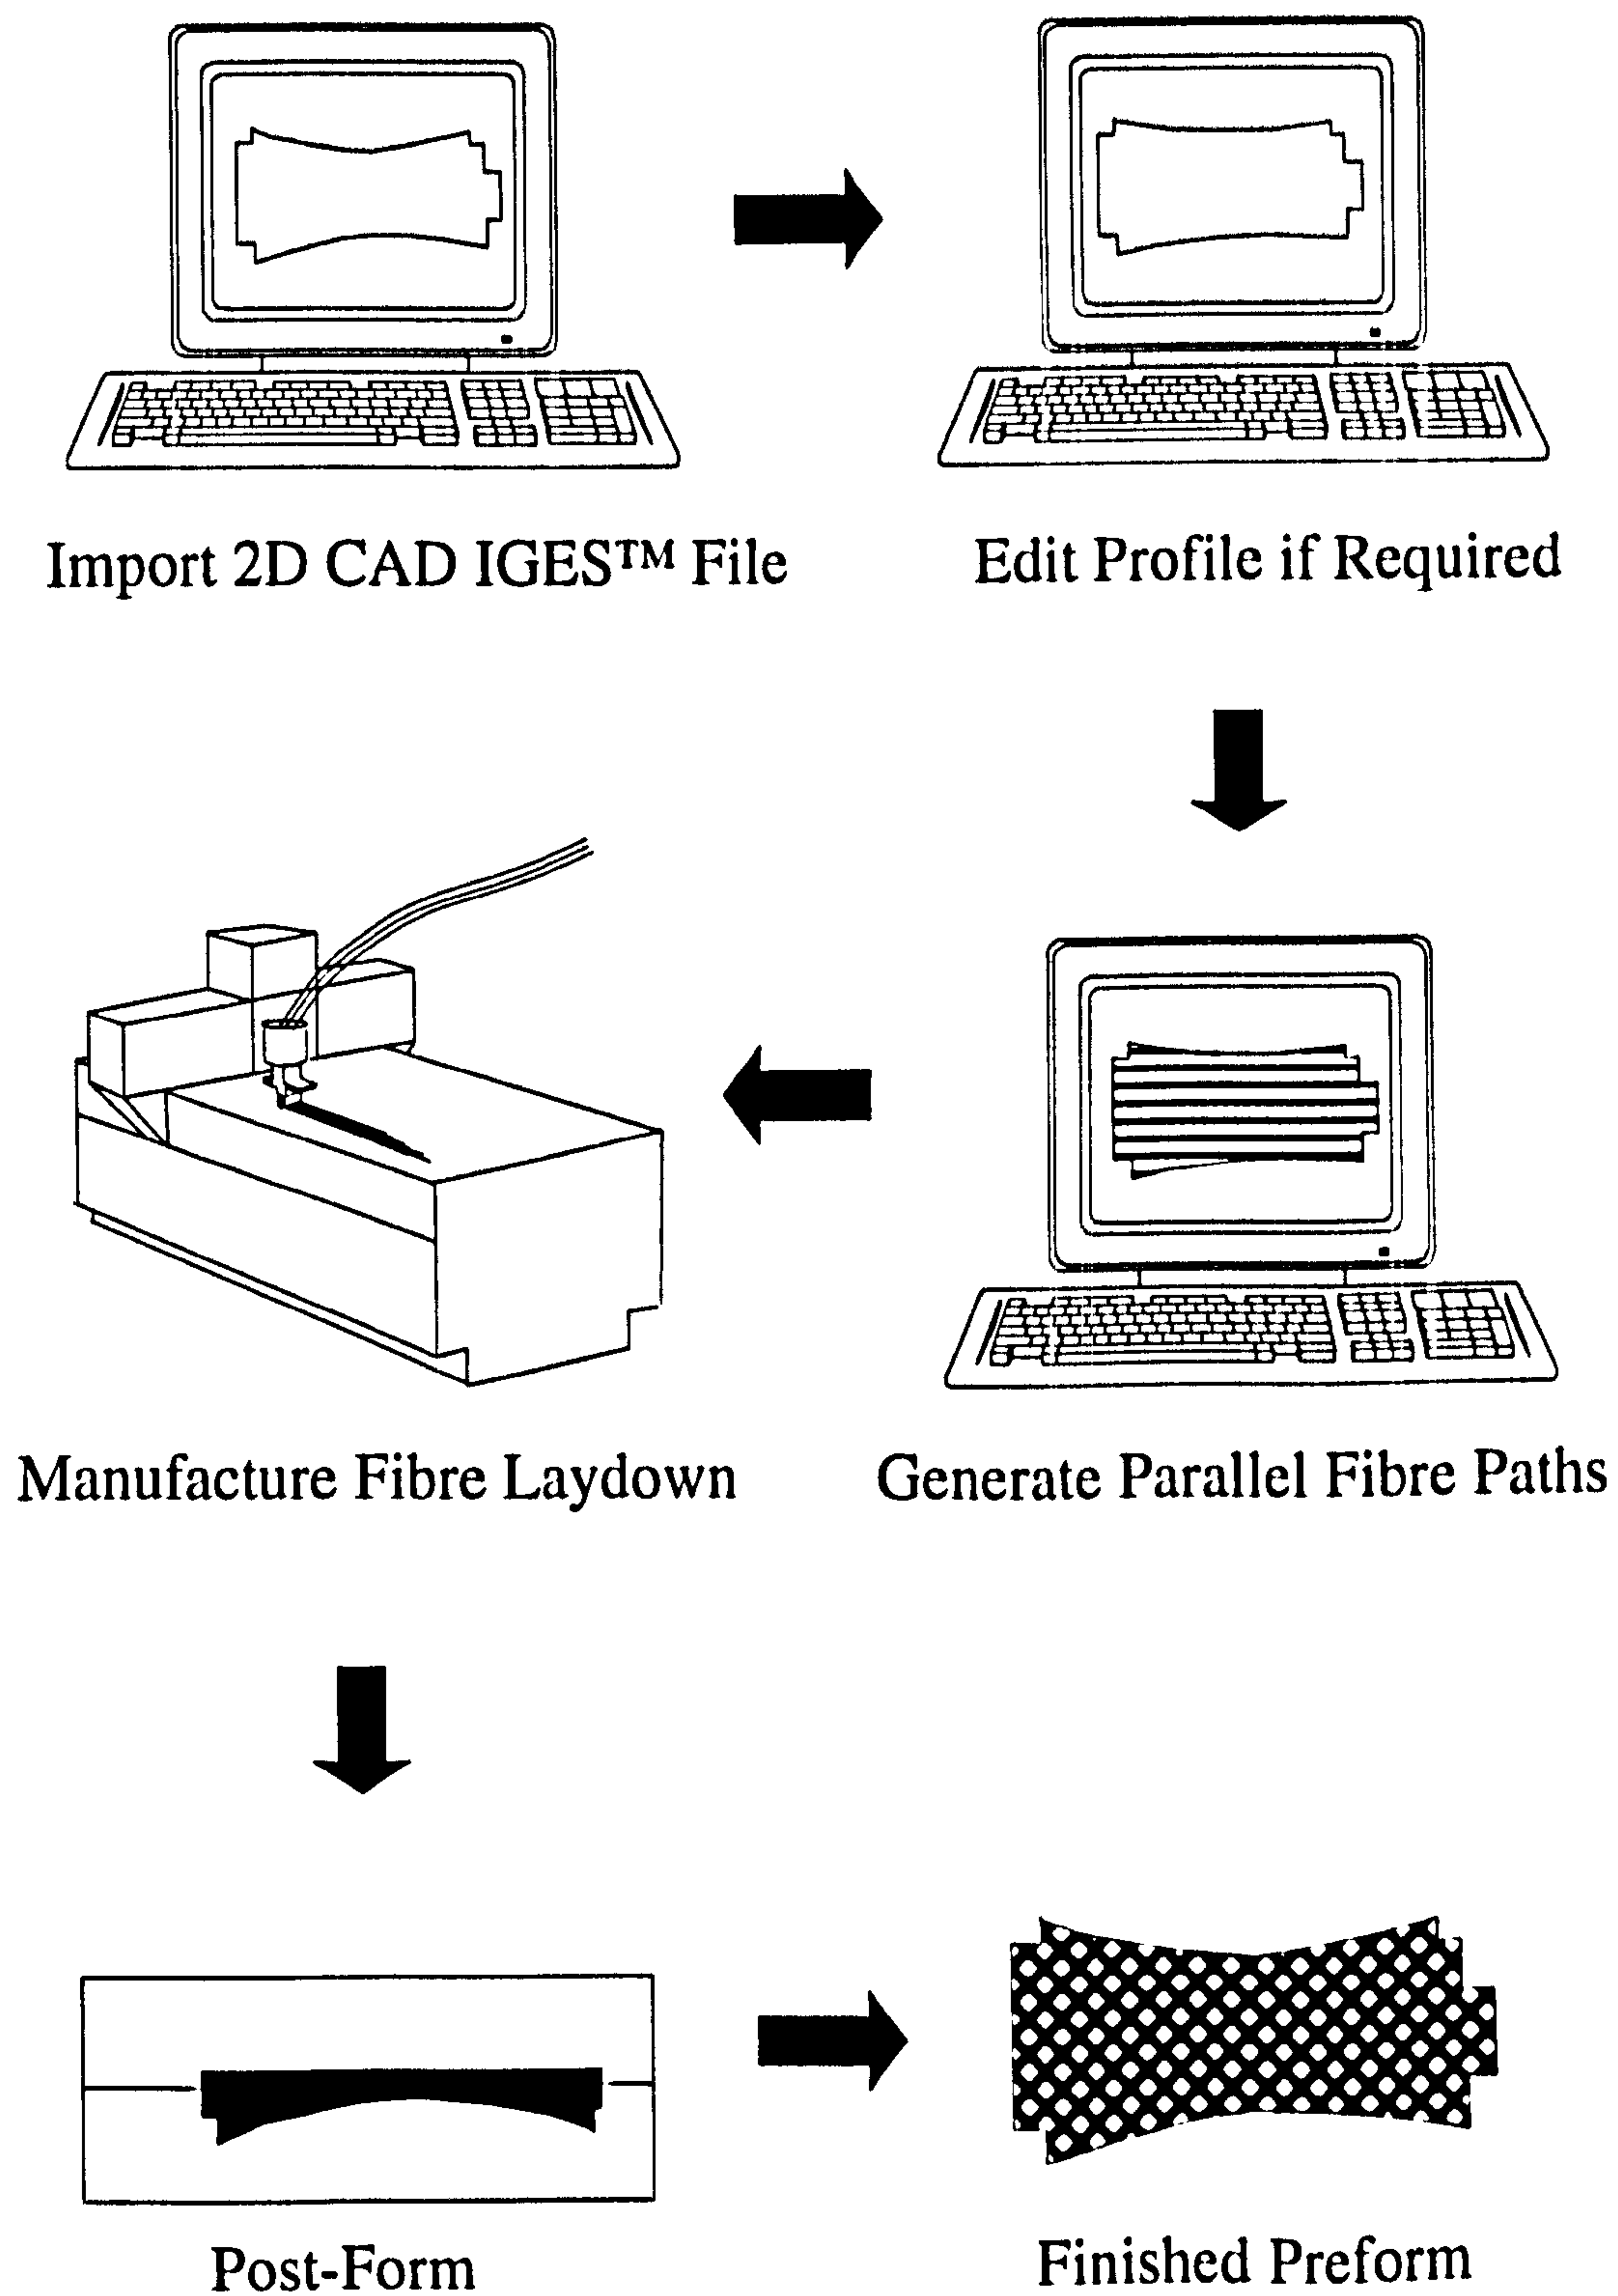 Import 2D CAD IGES™ File
Edit Profile if Required
Generate Parallel Fibre Paths
Manufacture Fibre Laydown
Post-Form
Finished Preform